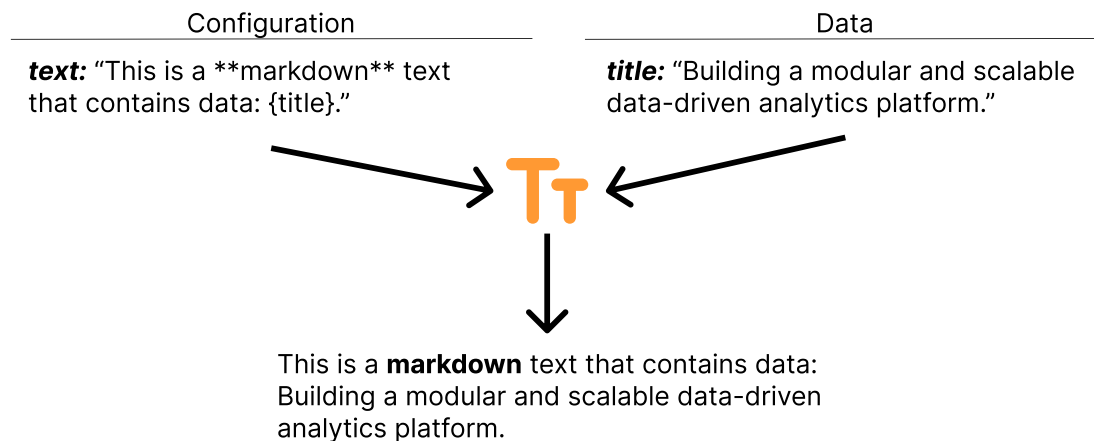 Configuration
Data
text: “This is a **markdown** text
that contains data: {title}.”
title: “Building a modular and scalable
data-driven analytics platform.”
TT
This is a markdown text that contains data:
Building a modular and scalable data-driven
analytics platform.